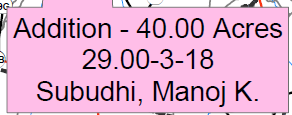 Addition - 40.00 Acres
29.00-3-18
Subudhi, Manoj K.